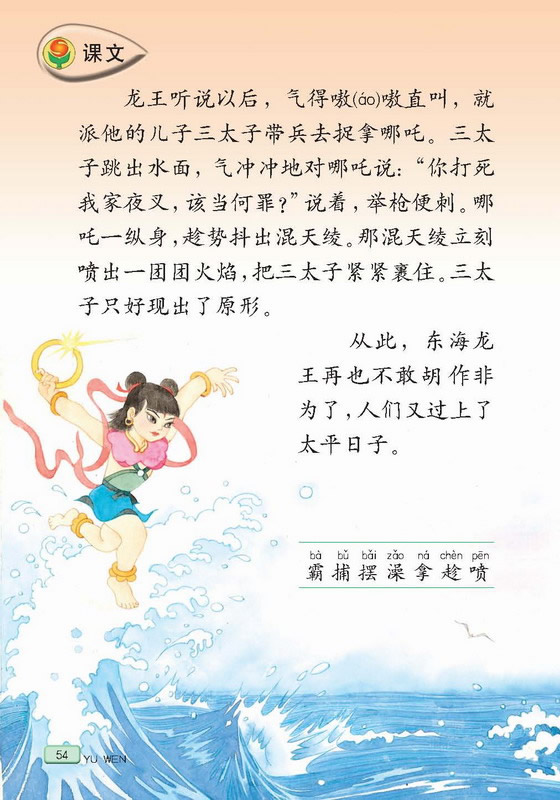 课文
龙王听说以后，气得嗷(áo)嗷直叫，就
派他的儿子三太子带兵去捉拿哪吒。三太
子跳出水面，气冲冲地对哪吒说：“你打死
我家夜叉，该当何罪？”说着，举枪便刺。哪
吒一纵身，趁势抖出混天绫。那混天绫立刻
喷出一团团火焰，把三太子紧紧裹住。三太
子只好现出了原形。
从此，东海龙
王再也不敢胡作非
为了，人们又过上了
太平日子。
bà bǔ bǎi zǎo ná chèn pēn
霸 捕 摆 澡 拿 趁 喷
54
YU WEN